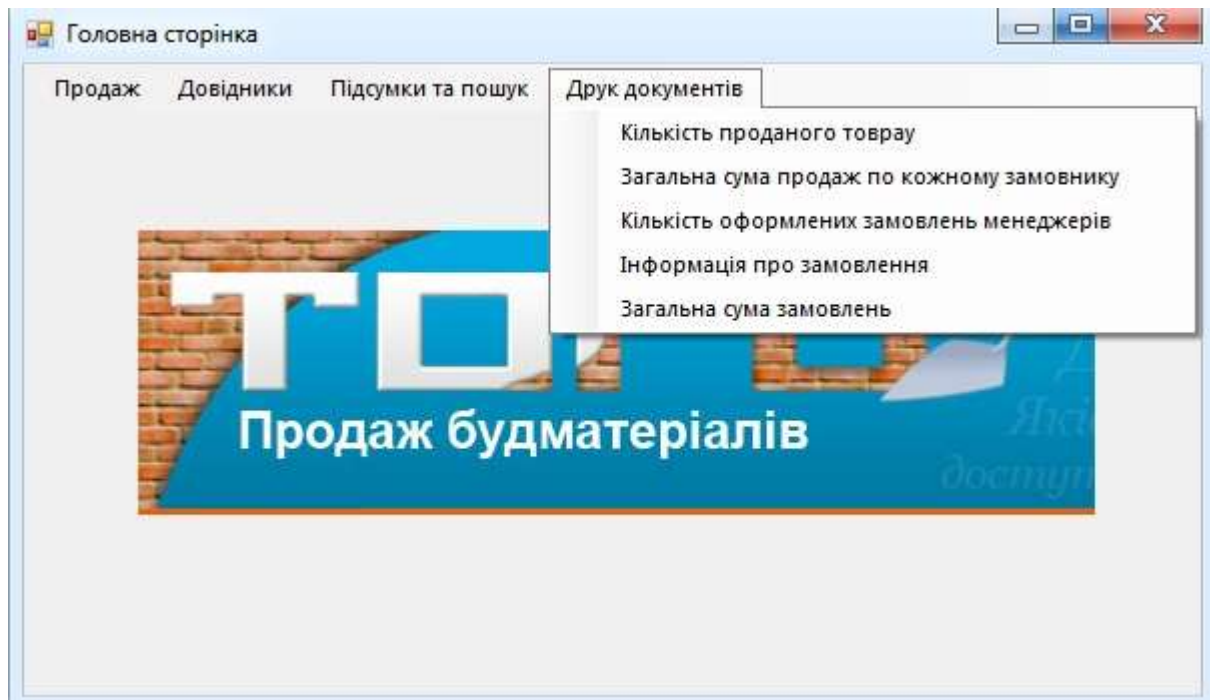 Головна сторінка
Продаж Довідники Підсумки та пошук Друк документів
Кількість проданого товрау
Загальна сума продаж по кожному замовнику
Кількість оформлених замовлень менеджерів
Інформація про замовлення
Загальна сума замовлень
Продаж будматеріалів